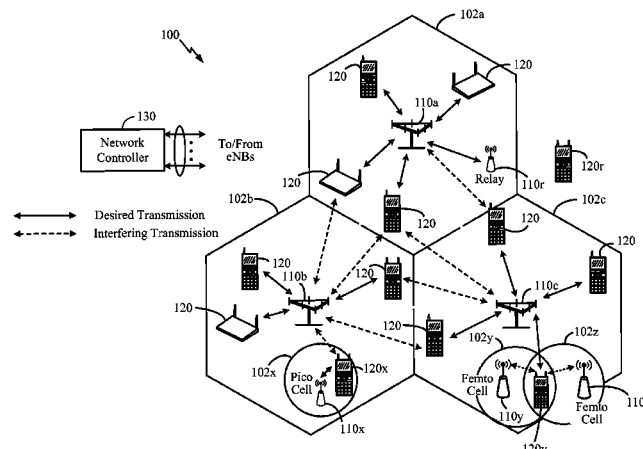 102a
100
120
120
110a
130
Network
Controller
To/From
eNBs
120
Relay
110r
120r
102b
102c
Desired Transmission
Interfering Transmission
120
120
120
110b
120
110c
120
120
120
102y
102z
102x
Pico
Cell
120x
110x
Femto
Cell
110y
Femto
Cell